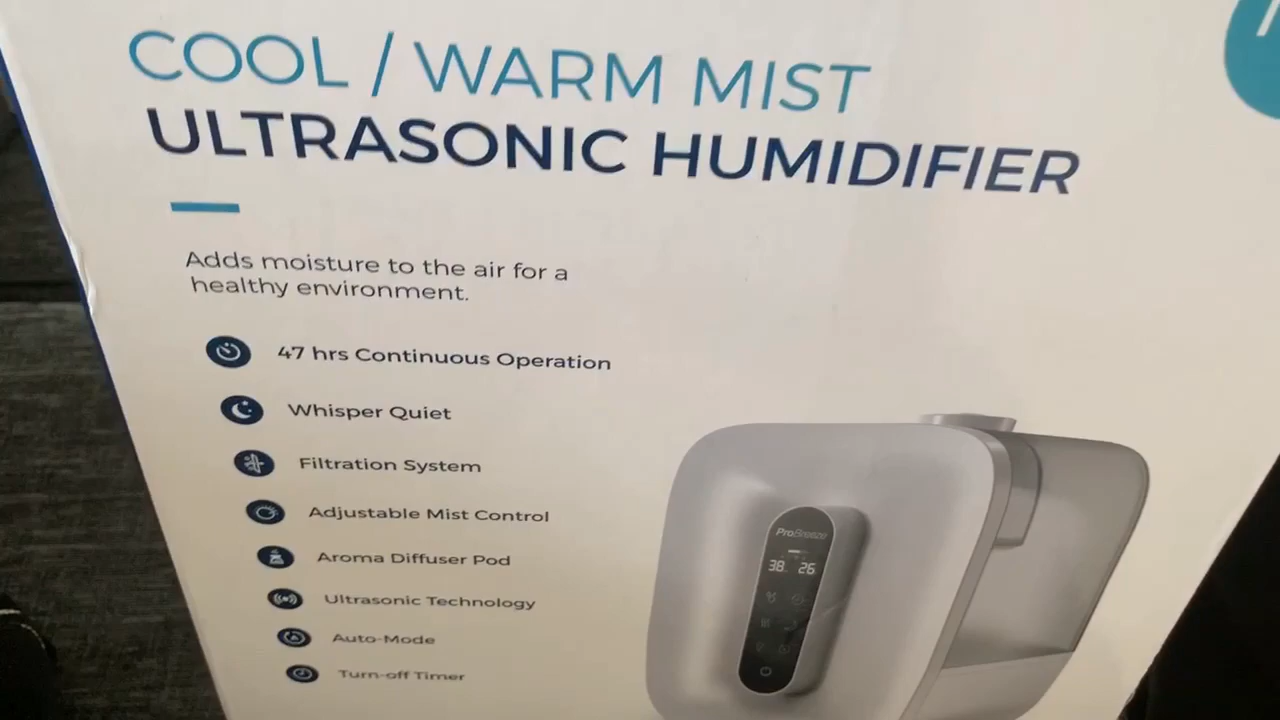 COOL / WARM MIST
ULTRASONIC HUMIDIFIER
Adds moisture to the air for a
healthy environment.
47 hrs Continuous Operation
Whisper Quiet
Filtration System
Adjustable Mist Control
Aroma Diffuser Pod
Ultrasonic Technology
Auto-Mode
Turn-off Timer
ProBreeze
38 26